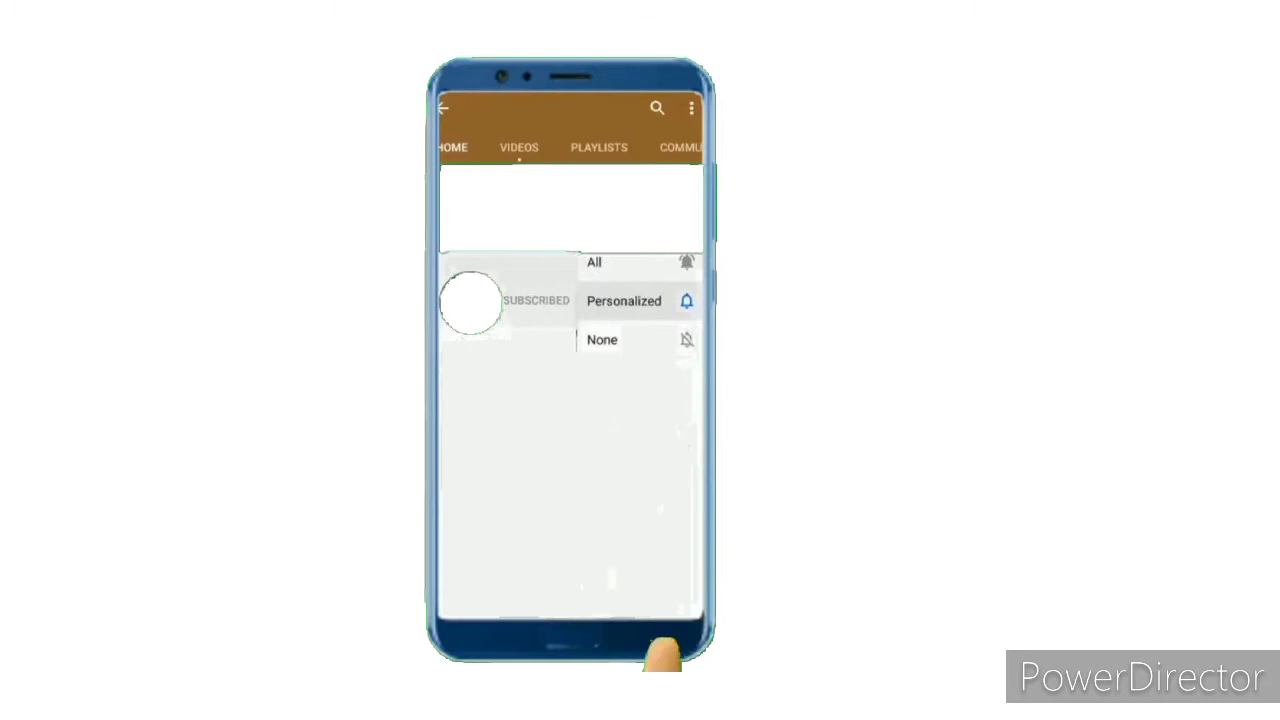 HOME VIDEOS PLAYLISTS COMMU
All
SUBSCRIBED Personalized
None
PowerDirector